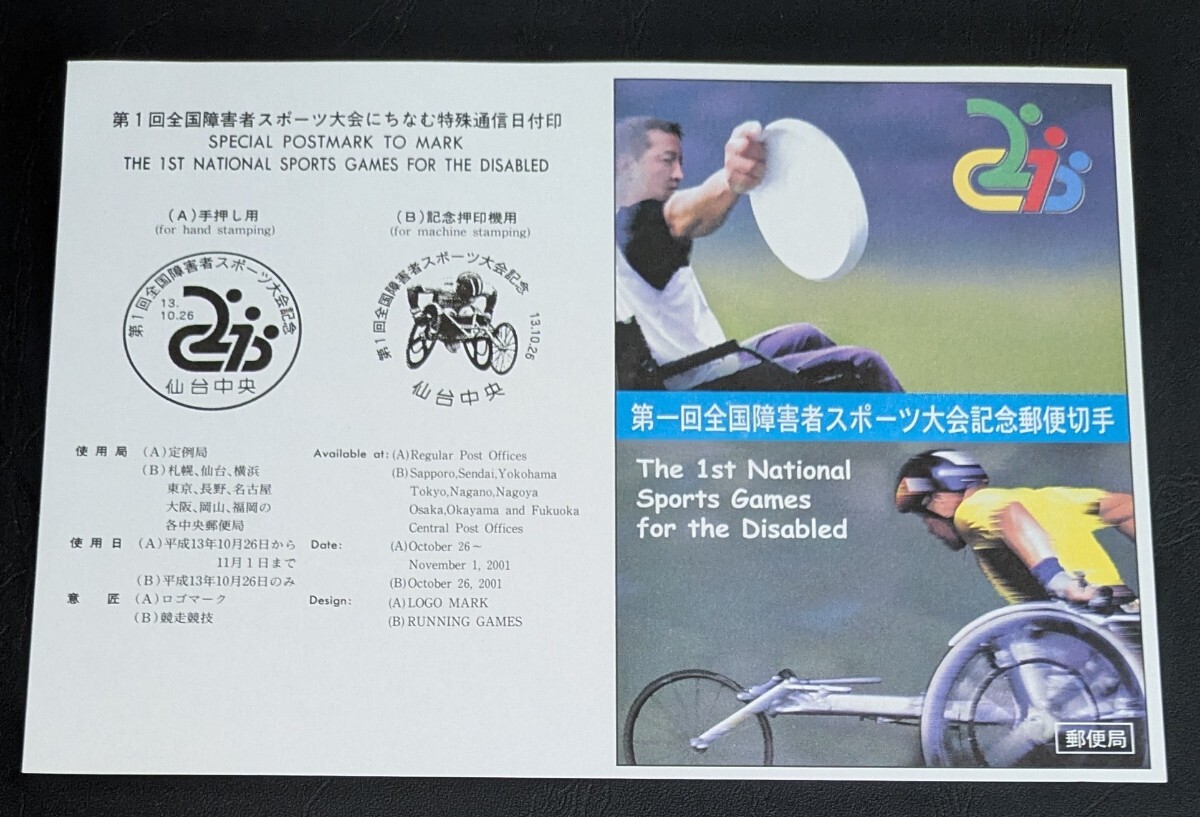 第1回全国障害者スポーツ大会にちなむ特殊通信日付印
SPECIAL POSTMARK TO MARK
THE 1ST NATIONAL SPORTS GAMES FOR THE DISABLED
(A)手押し用
(for hand stamping)
第1回全国障害者スポーツ大会記念
13.
10.26
仙台中央
(B)記念押印機用
(for machine stamping)
第1回全国障害者スポーツ大会記念
13.10.26
仙台中央
使用局 (A)定例局
(B)札幌、仙台、横浜
東京、長野、名古屋
大阪、岡山、福岡の
各中央郵便局
使用日 (A)平成13年10月26日から
11月1日まで
(B)平成13年10月26日のみ
意 匠 (A)ロゴマーク
(B)競走競技
Available at: (A)Regular Post Offices
(B)Sapporo,Sendai,Yokohama
Tokyo,Nagano,Nagoya
Osaka,Okayama and Fukuoka
Central Post Offices
Date: (A)October 26～
November 1, 2001
(B)October 26, 2001
Design: (A)LOGO MARK
(B)RUNNING GAMES
第一回全国障害者スポーツ大会記念郵便切手
The 1st National
Sports Games
for the Disabled
郵便局